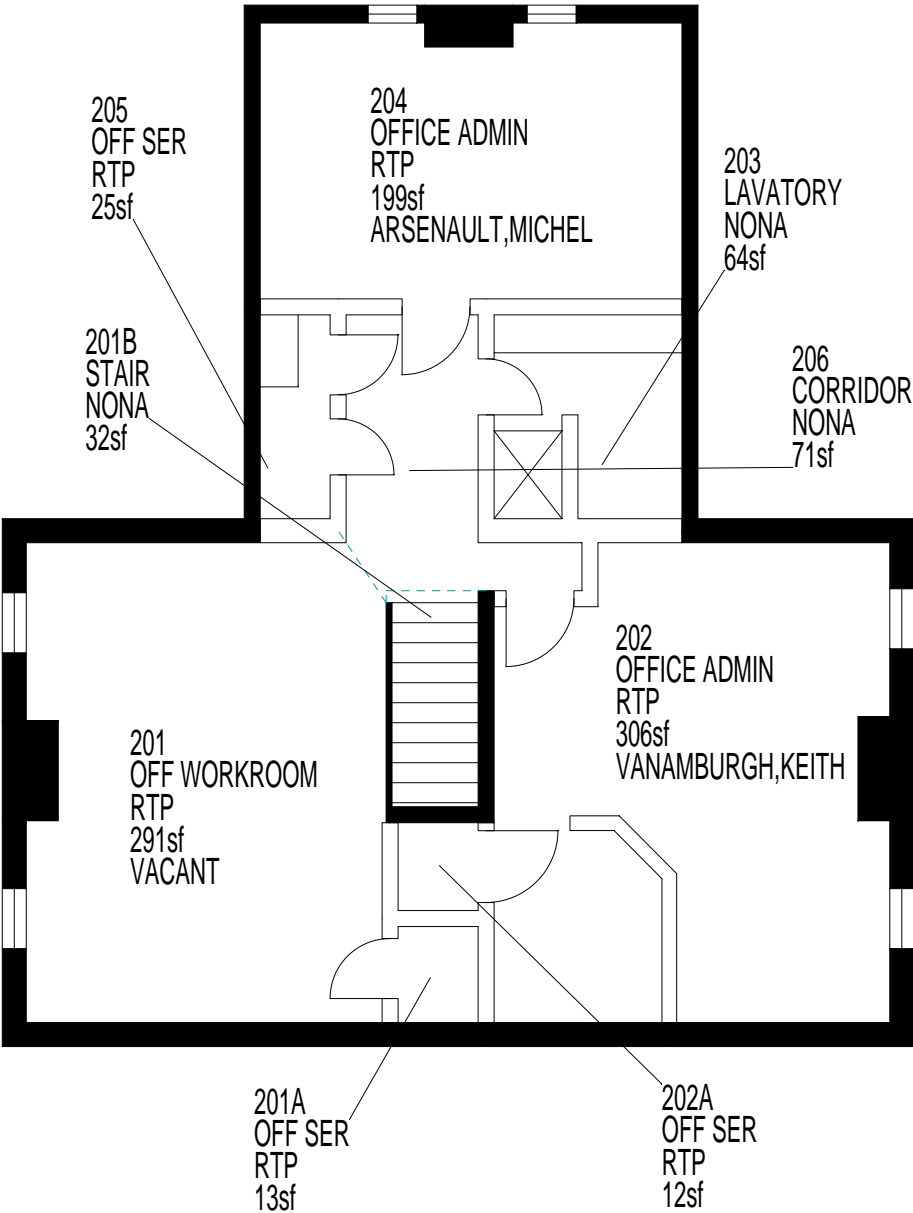 205
OFF SER
RTP
25sf
204
OFFICE ADMIN
RTP
199sf
ARSENAULT,MICHEL
203
LAVATORY
NONA
64sf
201B
STAIR
NONA
32sf
206
CORRIDOR
NONA
71sf
201
OFF WORKROOM
RTP
291sf
VACANT
202
OFFICE ADMIN
RTP
306sf
VANAMBURGH,KEITH
201A
OFF SER
RTP
13sf
202A
OFF SER
RTP
12sf